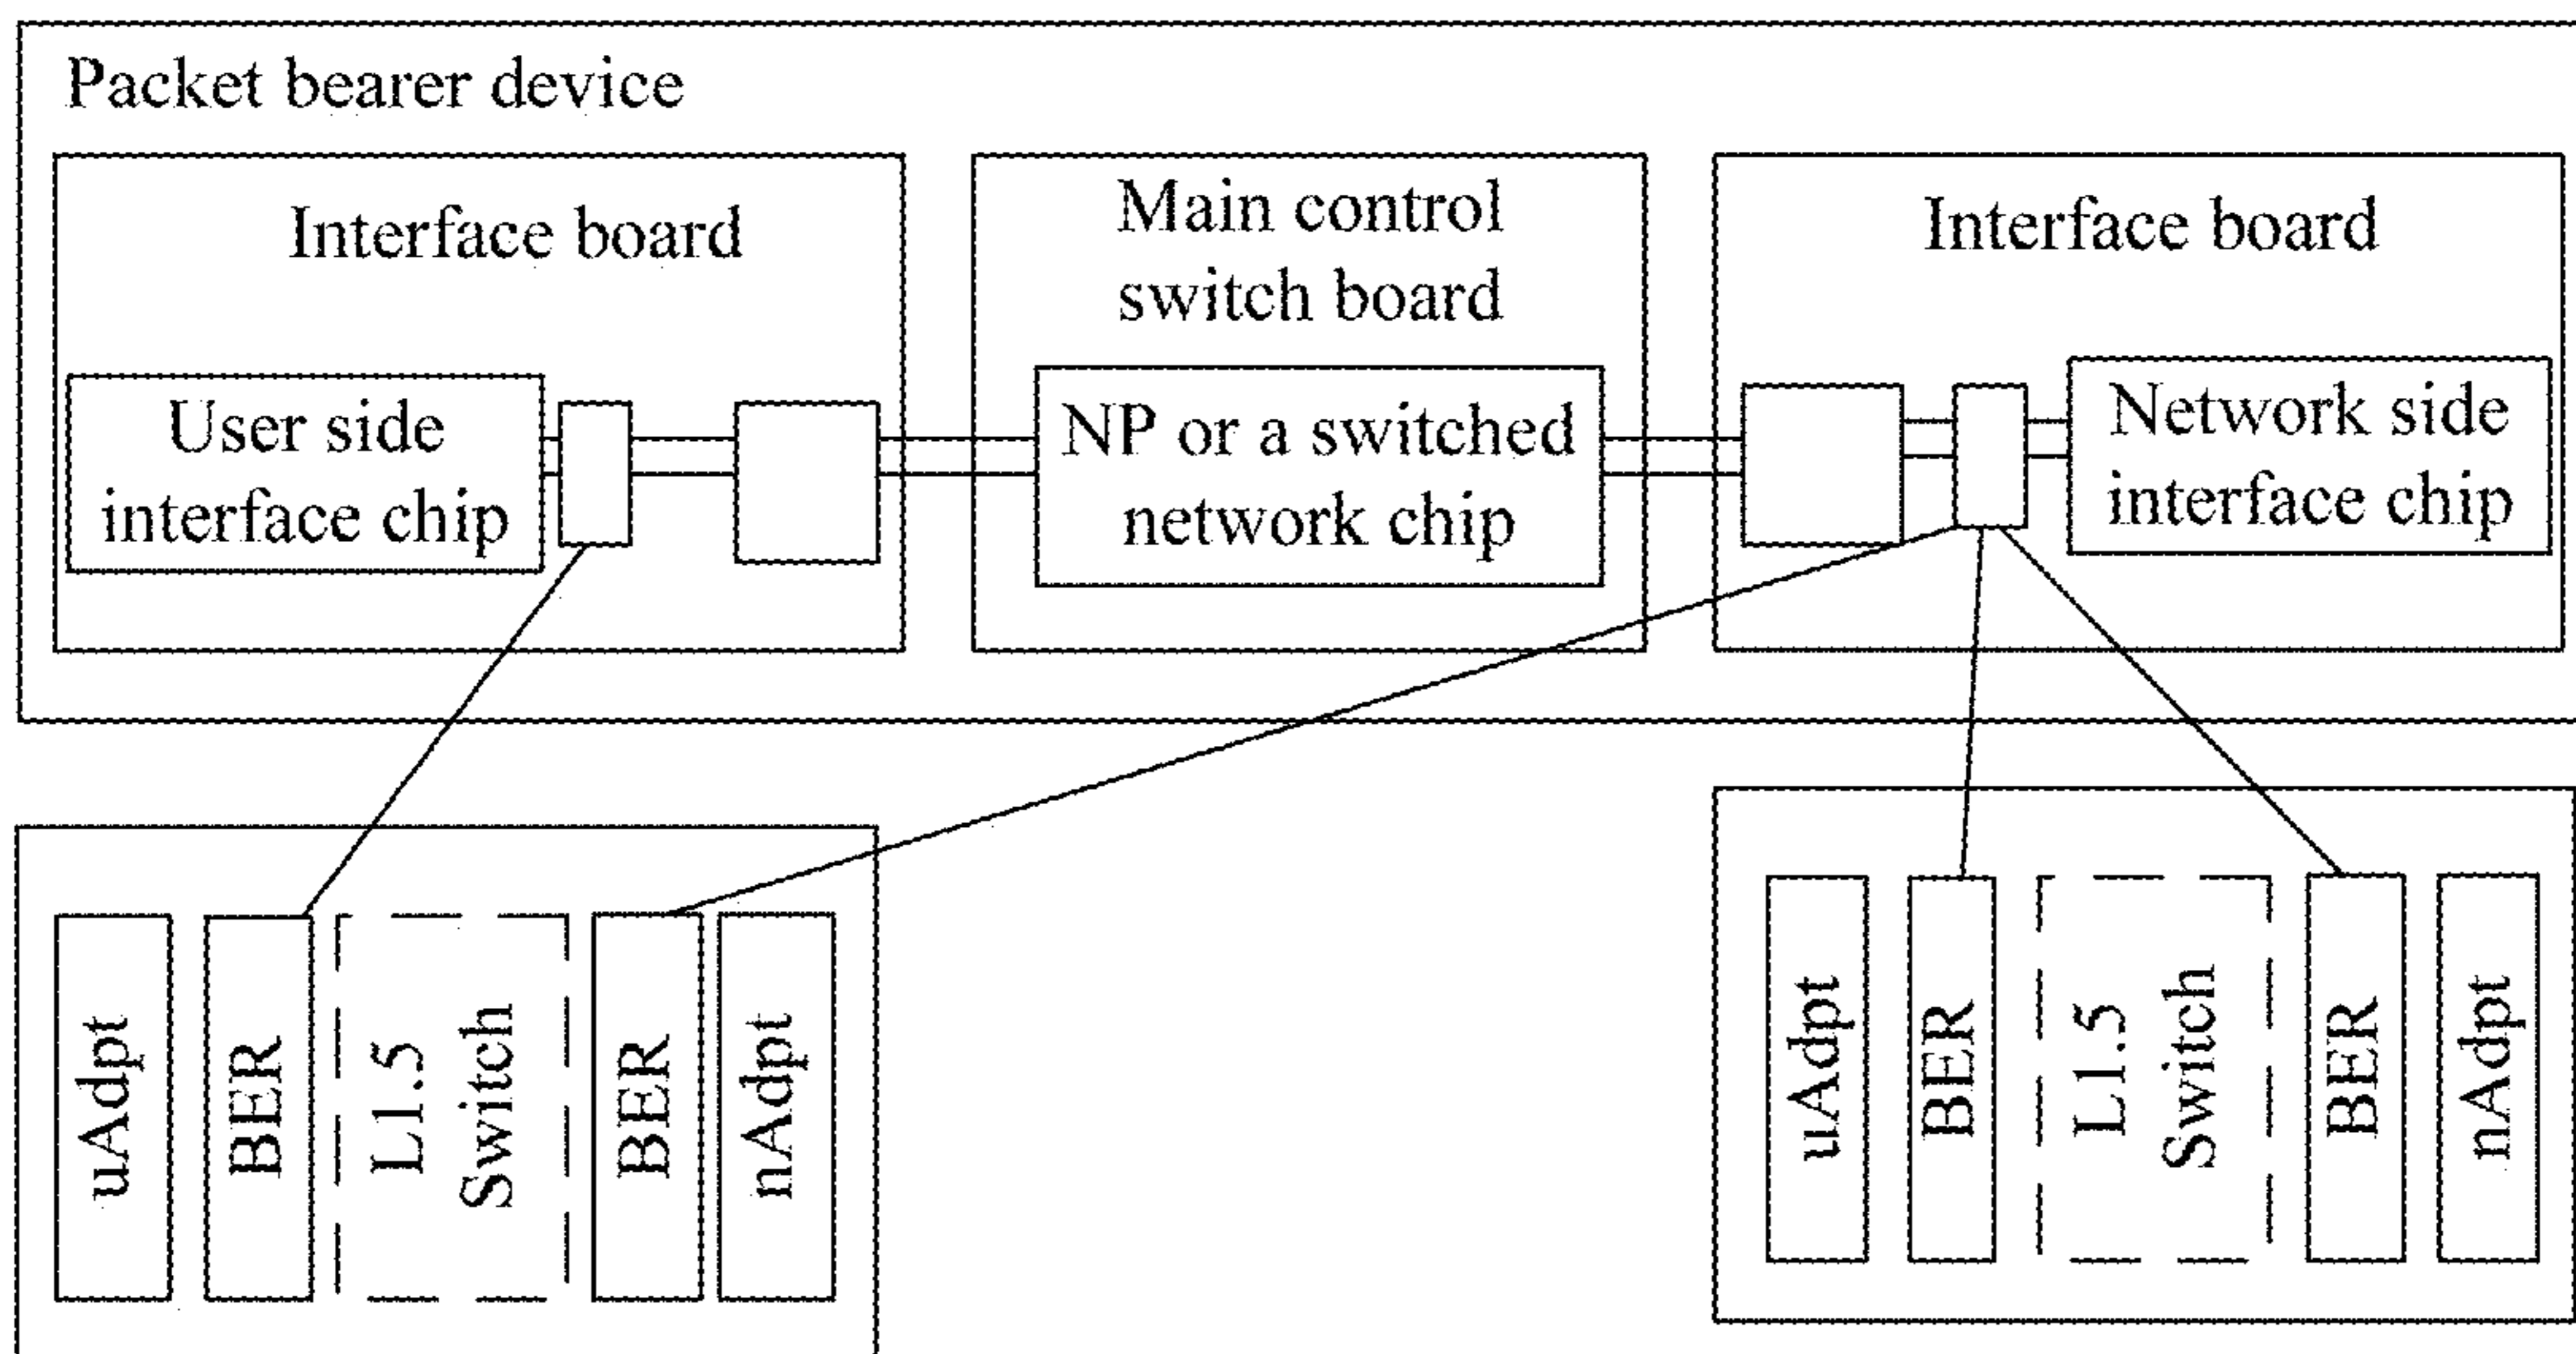 Packet bearer device
Interface board
Main control
switch board
Interface board
User side
interface chip
NP or a switched
network chip
Network side
interface chip
uAdpt
BER
L1.5
Switch
BER
nAdpt
uAdpt
BER
L1.5
Switch
BER
nAdpt